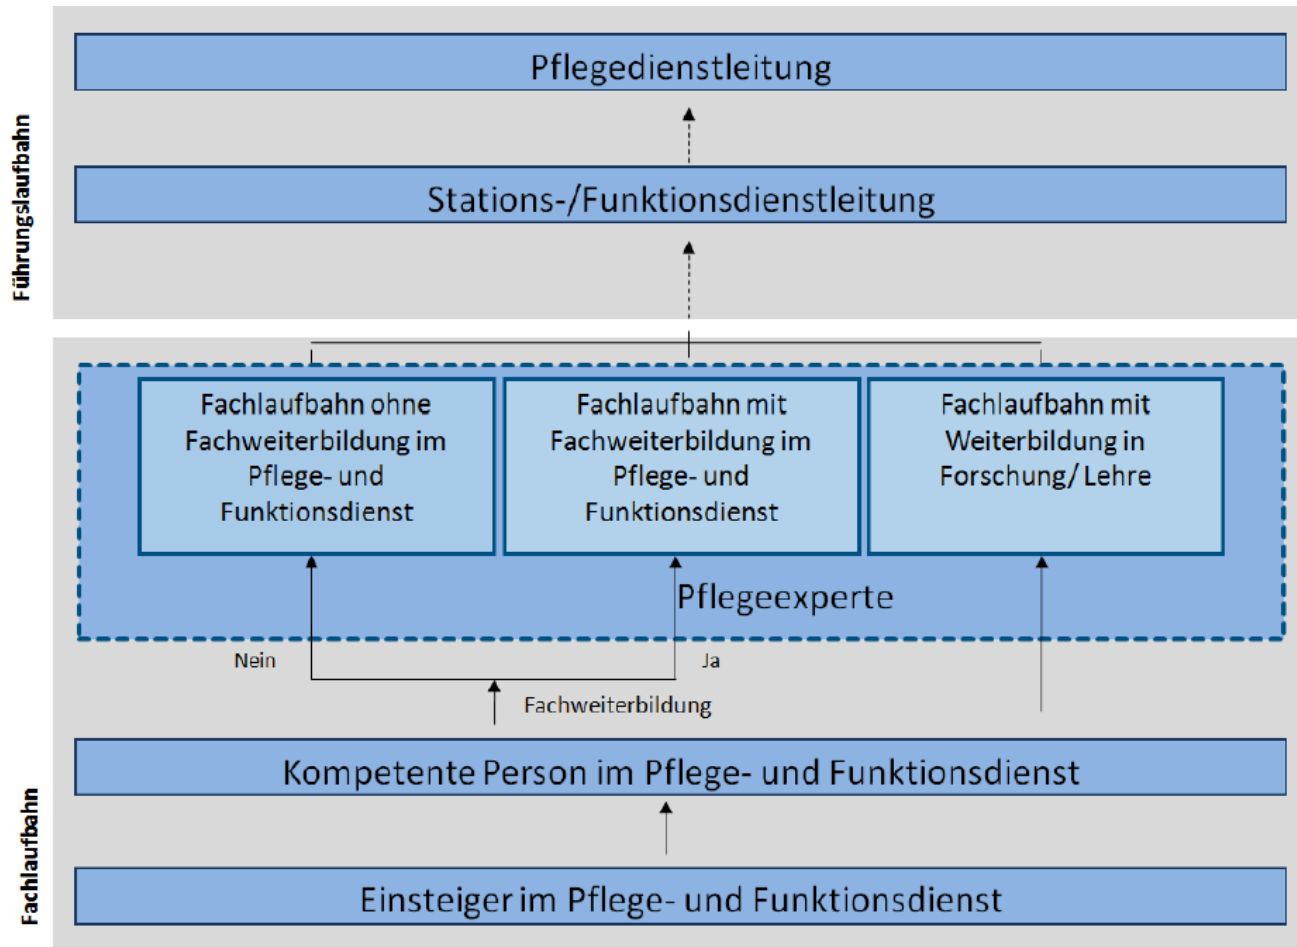 Führungslaufbahn
Pflegedienstleitung
Stations-/Funktionsdienstleitung
Fachlaufbahn ohne
Fachweiterbildung im
Pflege- und
Funktionsdienst
Fachlaufbahn mit
Fachweiterbildung im
Pflege- und
Funktionsdienst
Fachlaufbahn mit
Weiterbildung in
Forschung/ Lehre
Pflegeexperte
Nein
Ja
Fachweiterbildung
Fachlaufbahn
Kompetente Person im Pflege- und Funktionsdienst
Einsteiger im Pflege- und Funktionsdienst